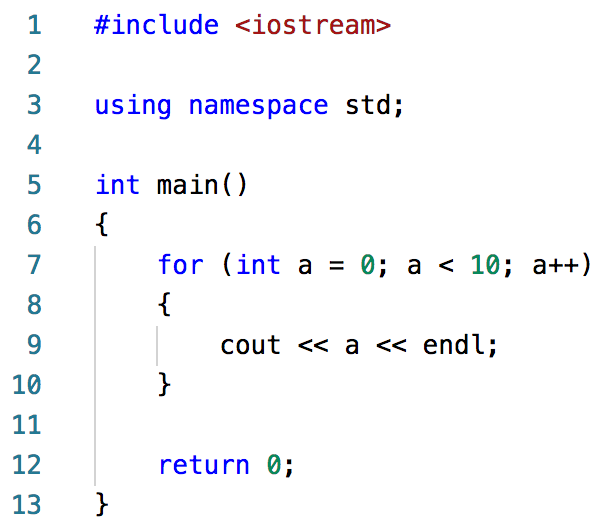 1 #include <iostream>
2
3 using namespace std;
4
5 int main()
6 {
7     for (int a = 0; a < 10; a++)
8     {
9         cout << a << endl;
10     }
11
12     return 0;
13 }